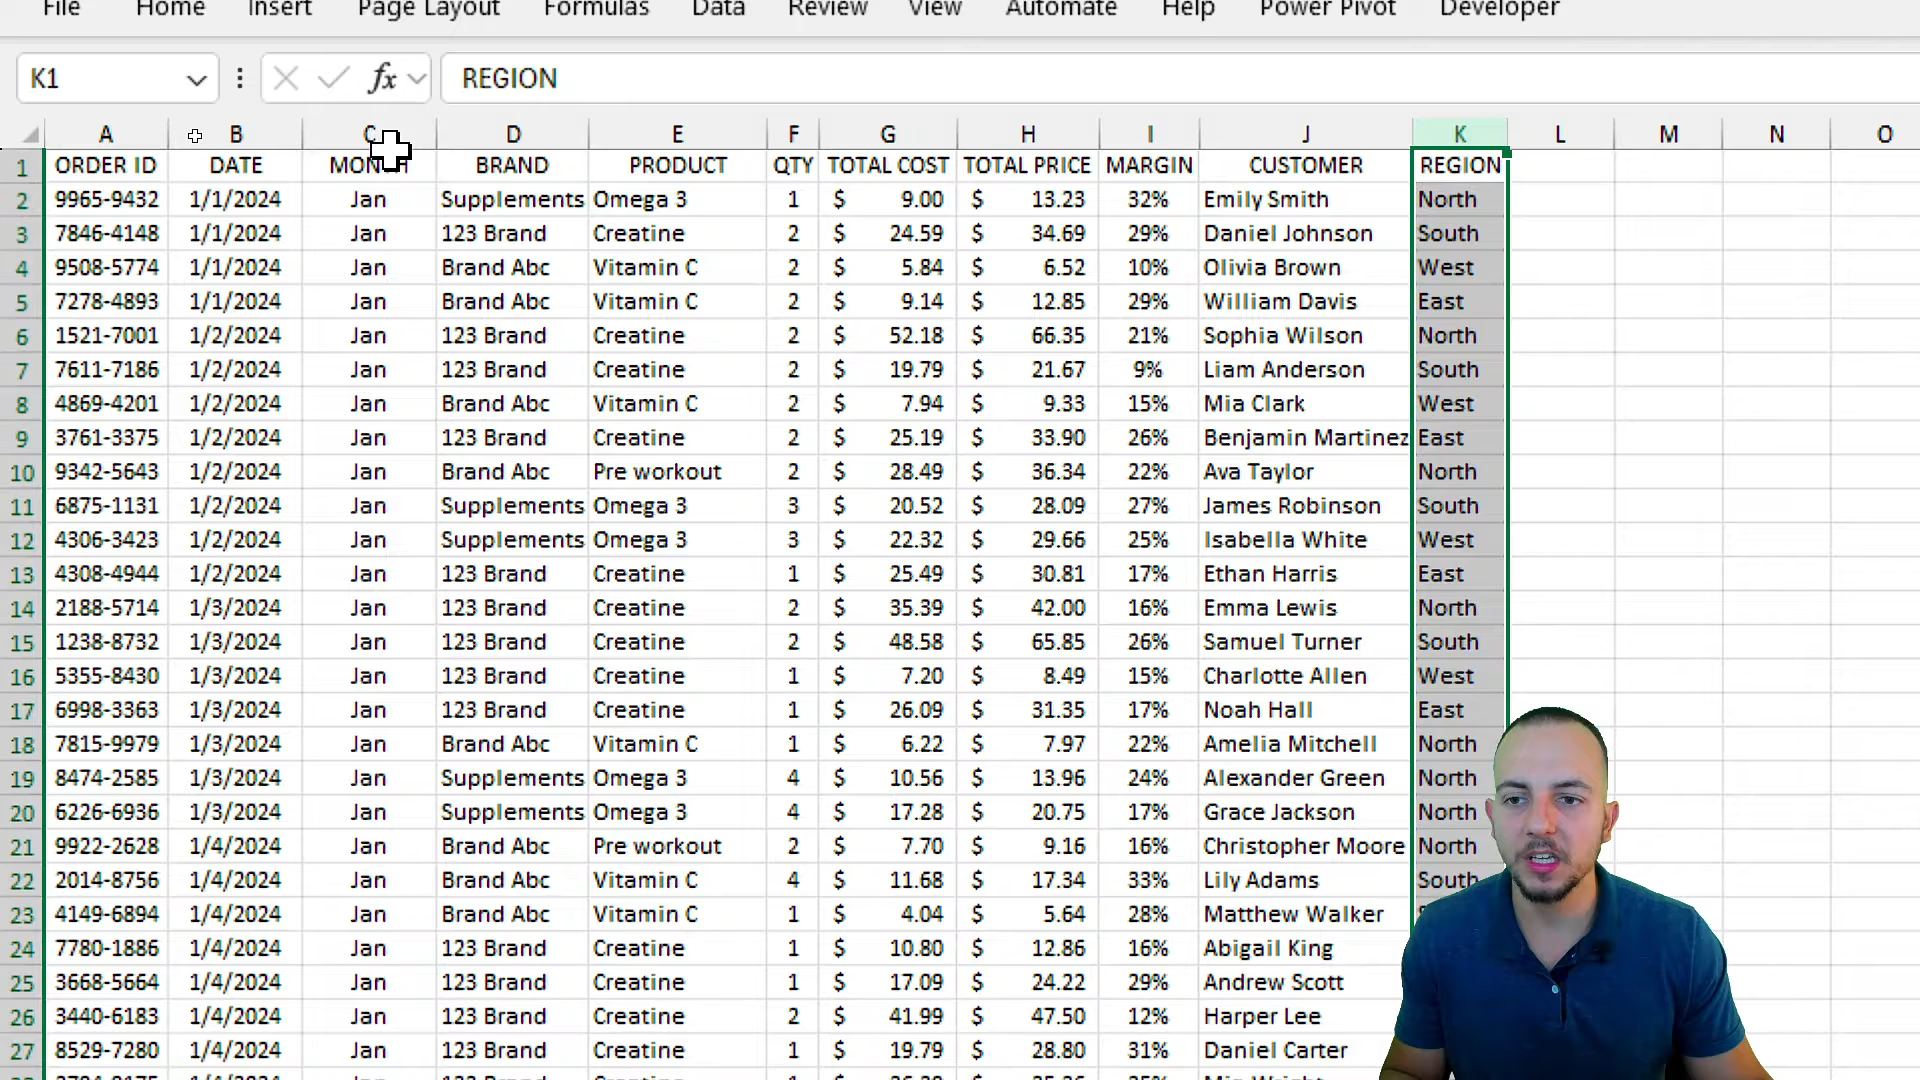 File Home Insert Page Layout Formulas Data Review View Automate Help Power Pivot Developer
K1 fx REGION
A B C D E F G H I J K L M N O
1 ORDER ID DATE MONTH BRAND PRODUCT QTY TOTAL COST TOTAL PRICE MARGIN CUSTOMER REGION
2 9965-9432 1/1/2024 Jan Supplements Omega 3 1 $ 9.00 $ 13.23 32% Emily Smith North
3 7846-4148 1/1/2024 Jan 123 Brand Creatine 2 $ 24.59 $ 34.69 29% Daniel Johnson South
4 9508-5774 1/1/2024 Jan Brand Abc Vitamin C 2 $ 5.84 $ 6.52 10% Olivia Brown West
5 7278-4893 1/1/2024 Jan Brand Abc Vitamin C 2 $ 9.14 $ 12.85 29% William Davis East
6 1521-7001 1/2/2024 Jan 123 Brand Creatine 2 $ 52.18 $ 66.35 21% Sophia Wilson North
7 7611-7186 1/2/2024 Jan 123 Brand Creatine 2 $ 19.79 $ 21.67 9% Liam Anderson South
8 4869-4201 1/2/2024 Jan Brand Abc Vitamin C 2 $ 7.94 $ 9.33 15% Mia Clark West
9 3761-3375 1/2/2024 Jan 123 Brand Creatine 2 $ 25.19 $ 33.90 26% Benjamin Martinez East
10 9342-5643 1/2/2024 Jan Brand Abc Pre workout 2 $ 28.49 $ 36.34 22% Ava Taylor North
11 6875-1131 1/2/2024 Jan Supplements Omega 3 3 $ 20.52 $ 28.09 27% James Robinson South
12 4306-3423 1/2/2024 Jan Supplements Omega 3 3 $ 22.32 $ 29.66 25% Isabella White West
13 4308-4944 1/2/2024 Jan 123 Brand Creatine 1 $ 25.49 $ 30.81 17% Ethan Harris East
14 2188-5714 1/3/2024 Jan 123 Brand Creatine 2 $ 35.39 $ 42.00 16% Emma Lewis North
15 1238-8732 1/3/2024 Jan 123 Brand Creatine 2 $ 48.58 $ 65.85 26% Samuel Turner South
16 5355-8430 1/3/2024 Jan 123 Brand Creatine 1 $ 7.20 $ 8.49 15% Charlotte Allen West
17 6998-3363 1/3/2024 Jan 123 Brand Creatine 1 $ 26.09 $ 31.35 17% Noah Hall East
18 7815-9979 1/3/2024 Jan Brand Abc Vitamin C 1 $ 6.22 $ 7.97 22% Amelia Mitchell North
19 8474-2585 1/3/2024 Jan Supplements Omega 3 4 $ 10.56 $ 13.96 24% Alexander Green North
20 6226-6936 1/3/2024 Jan Supplements Omega 3 4 $ 17.28 $ 20.75 17% Grace Jackson North
21 9922-2628 1/4/2024 Jan Brand Abc Pre workout 2 $ 7.70 $ 9.16 16% Christopher Moore North
22 2014-8756 1/4/2024 Jan Brand Abc Vitamin C 4 $ 11.68 $ 17.34 33% Lily Adams South
23 4149-6894 1/4/2024 Jan Brand Abc Vitamin C 1 $ 4.04 $ 5.64 28% Matthew Walker
24 7780-1886 1/4/2024 Jan 123 Brand Creatine 1 $ 10.80 $ 12.86 16% Abigail King
25 3668-5664 1/4/2024 Jan 123 Brand Creatine 1 $ 17.09 $ 24.22 29% Andrew Scott
26 3440-6183 1/4/2024 Jan 123 Brand Creatine 2 $ 41.99 $ 47.50 12% Harper Lee
27 8529-7280 1/4/2024 Jan 123 Brand Creatine 1 $ 19.79 $ 28.80 31% Daniel Carter